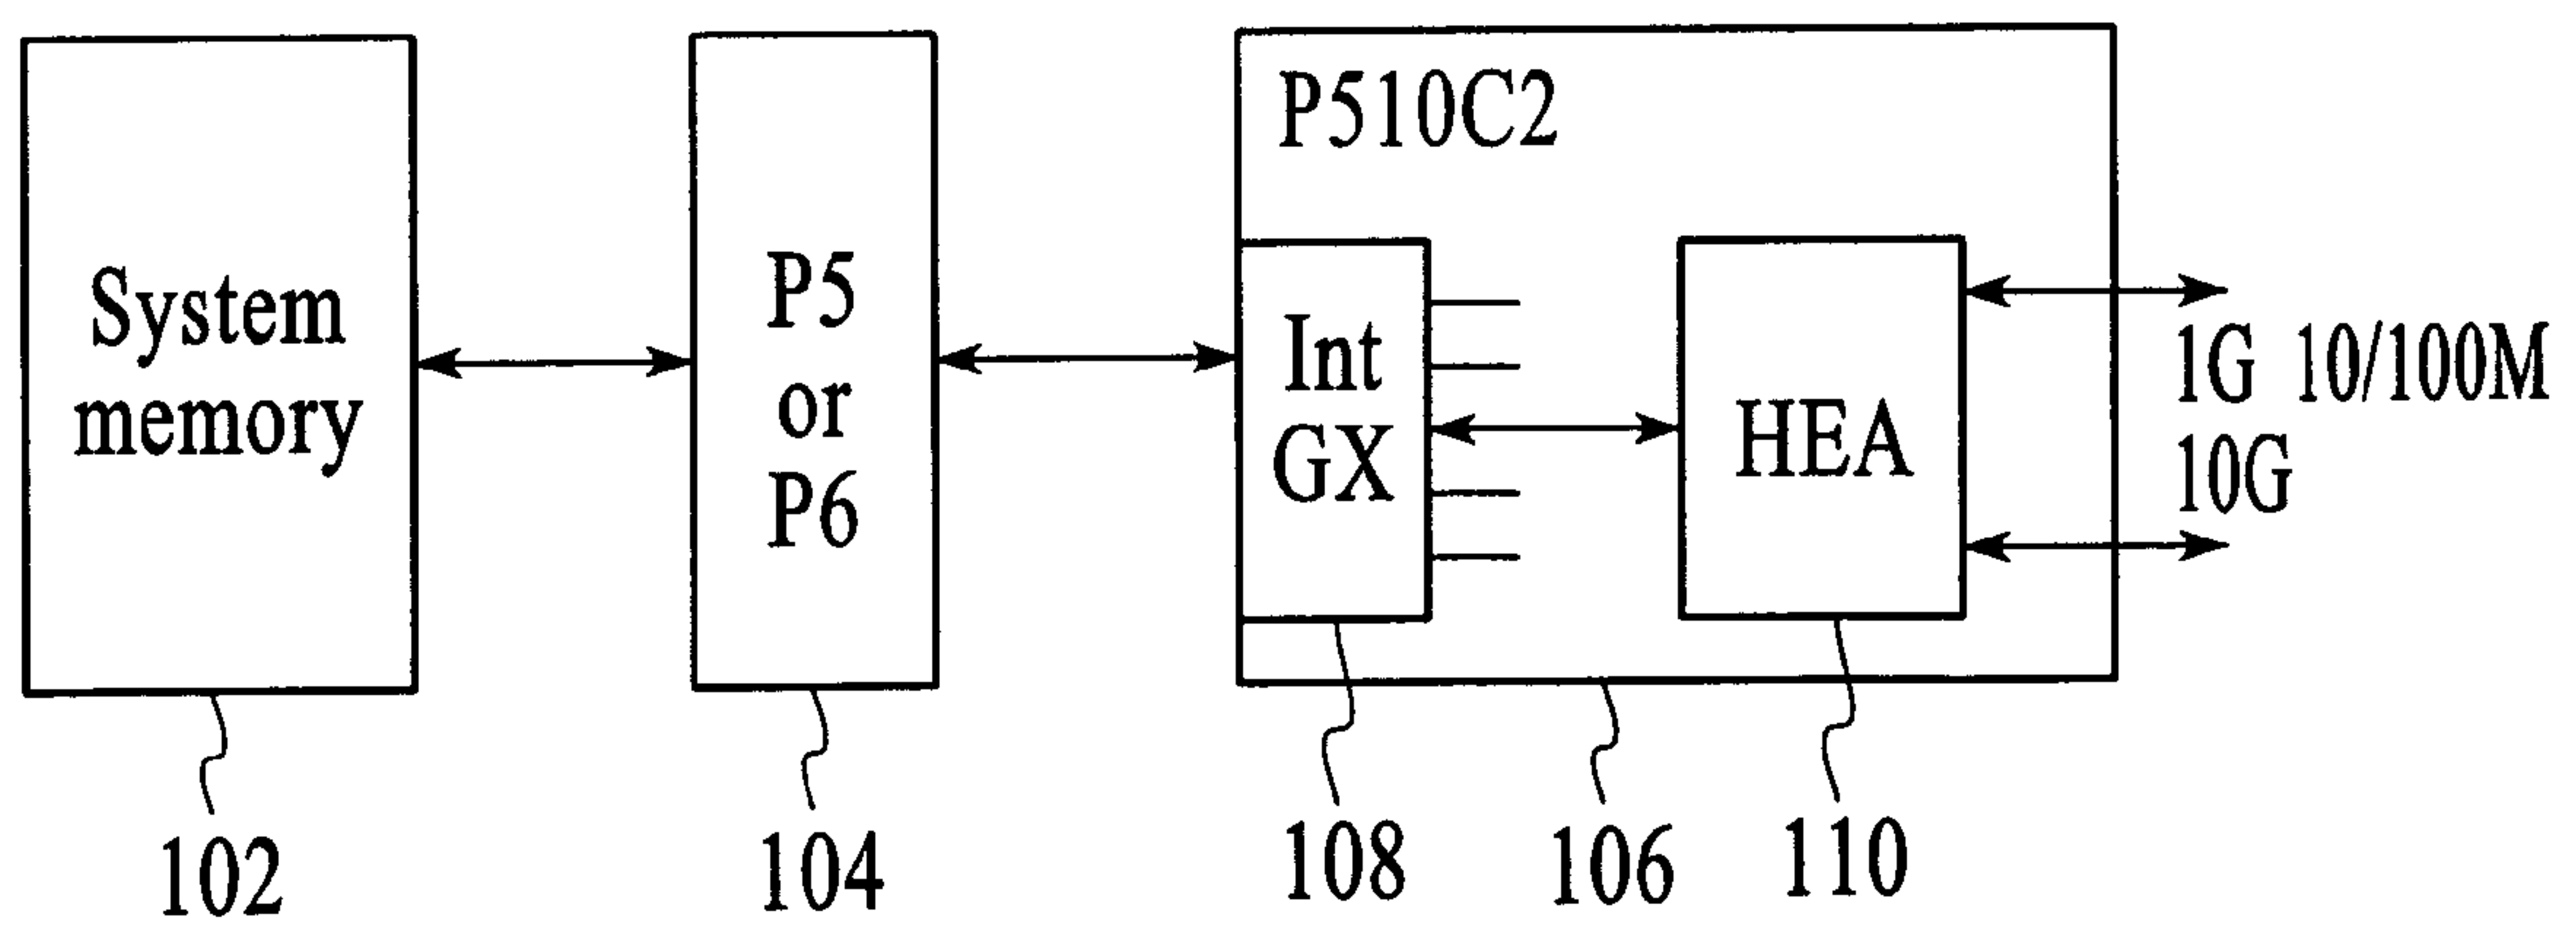 System
memory
P5
or
P6
P510C2
Int
GX
HEA
1G 10/100M
10G
102
104
108
106
110